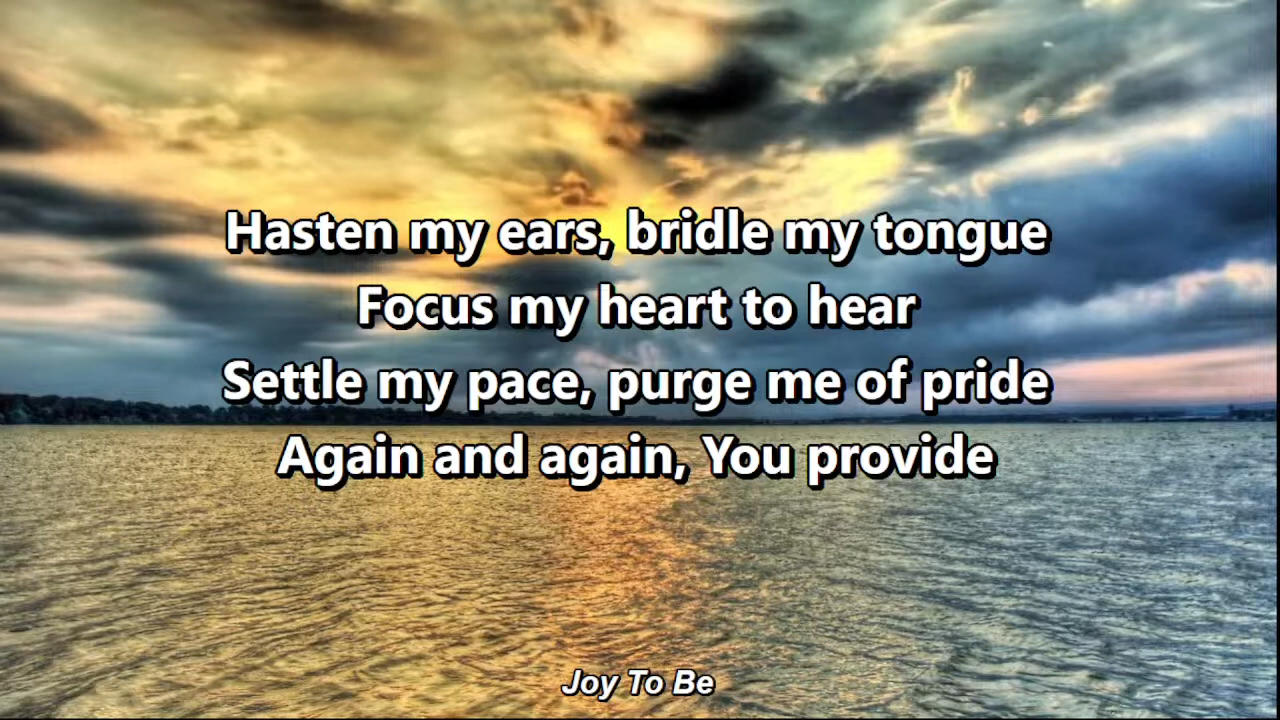 Hasten my ears, bridle my tongue
Focus my heart to hear
Settle my pace, purge me of pride
Again and again, You provide
Joy To Be